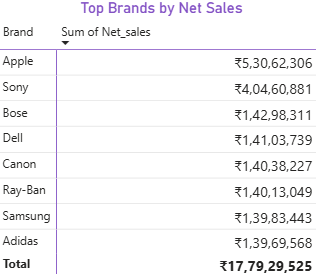 Top Brands by Net Sales
Brand Sum of Net_sales
Apple ₹5,30,62,306
Sony ₹4,04,60,881
Bose ₹1,42,98,311
Dell ₹1,41,03,739
Canon ₹1,40,38,227
Ray-Ban ₹1,40,13,049
Samsung ₹1,39,83,443
Adidas ₹1,39,69,568
Total ₹17,79,29,525